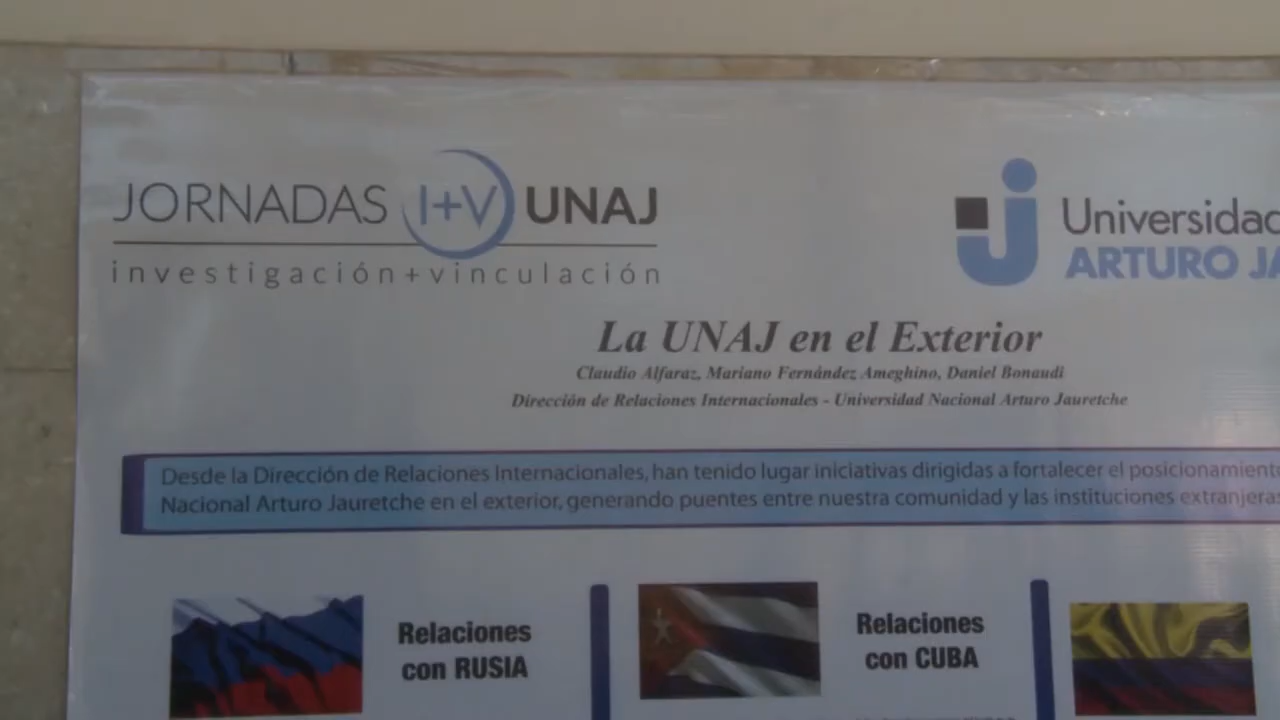 JORNADAS I+V UNAJ
investigación+vinculación
Universidad
ARTURO JA
La UNAJ en el Exterior
Claudio Alfaraz, Mariano Fernández Ameghino, Daniel Bonaudi
Dirección de Relaciones Internacionales - Universidad Nacional Arturo Jauretche
Desde la Dirección de Relaciones Internacionales, han tenido lugar iniciativas dirigidas a fortalecer el posicionamiento
Nacional Arturo Jauretche en el exterior, generando puentes entre nuestra comunidad y las instituciones extranjeras
Relaciones
con RUSIA
Relaciones
con CUBA